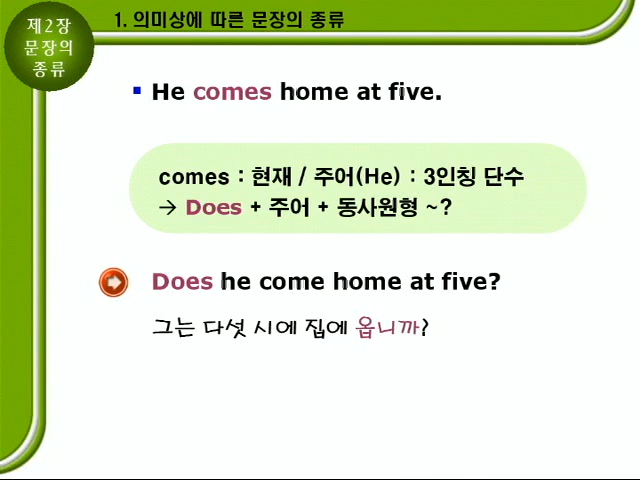 제2장
문장의
종류
1. 의미상에 따른 문장의 종류
He comes home at five.
comes : 현재 / 주어(He) : 3인칭 단수
→ Does + 주어 + 동사원형 ~?
Does he come home at five?
그는 다섯 시에 집에 옵니까?